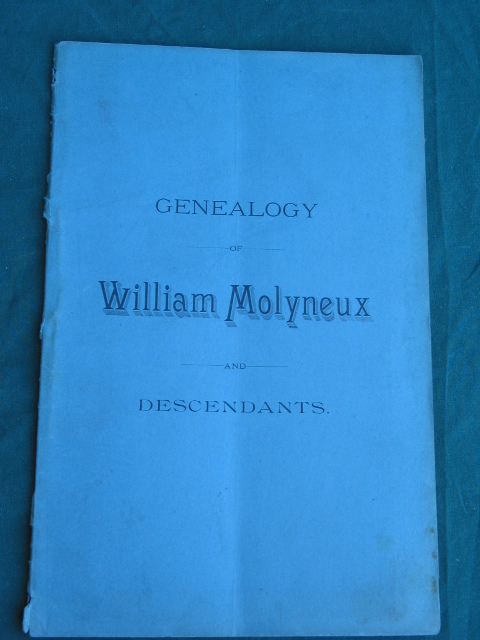 GENEALOGY
OF
William Molyneux
AND
DESCENDANTS.